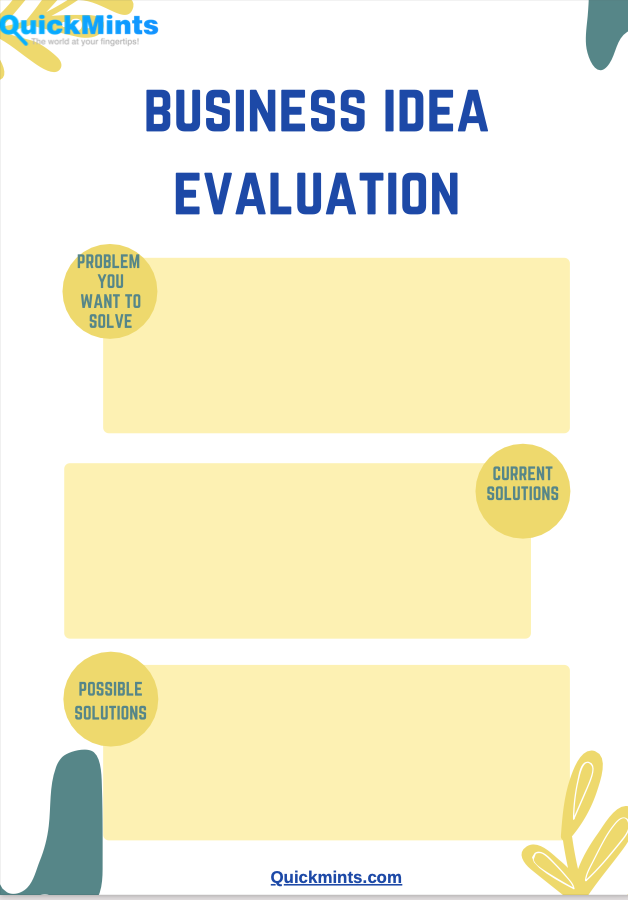 QuickMints
The world at your fingertips!
BUSINESS IDEA
EVALUATION
PROBLEM
YOU
WANT TO
SOLVE
CURRENT
SOLUTIONS
POSSIBLE
SOLUTIONS
Quickmints.com